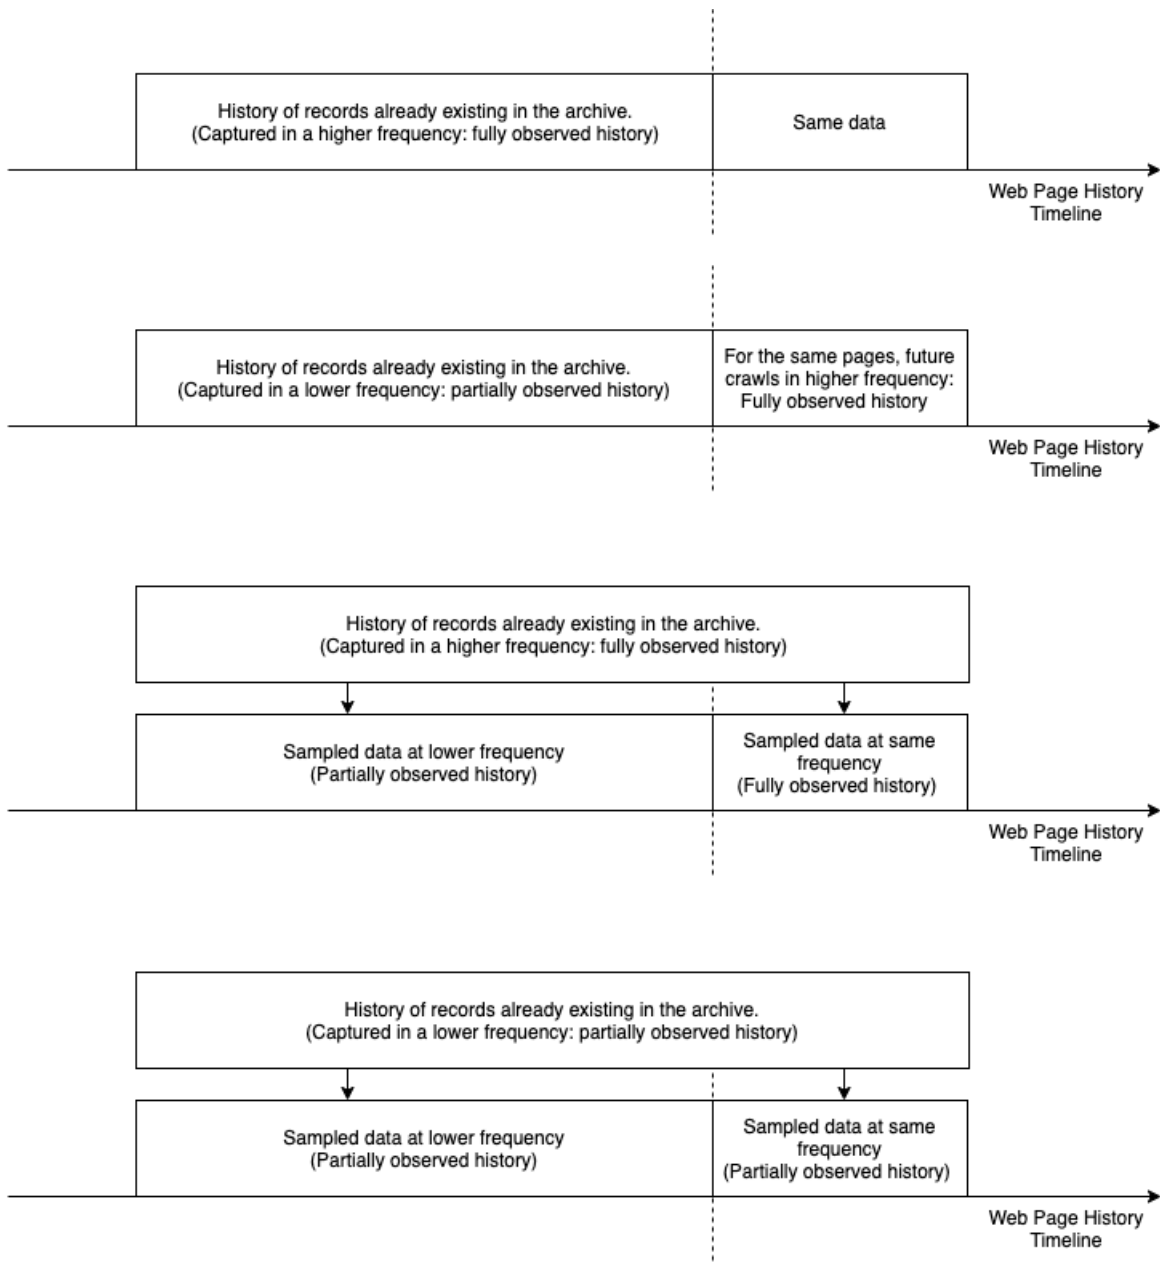 History of records already existing in the archive.
(Captured in a higher frequency: fully observed history)
Same data
Web Page History
Timeline
History of records already existing in the archive.
(Captured in a lower frequency: partially observed history)
For the same pages, future
crawls in higher frequency:
Fully observed history
Web Page History
Timeline
History of records already existing in the archive.
(Captured in a higher frequency: fully observed history)
Sampled data at lower frequency
(Partially observed history)
Sampled data at same
frequency
(Fully observed history)
Web Page History
Timeline
History of records already existing in the archive.
(Captured in a lower frequency: partially observed history)
Sampled data at lower frequency
(Partially observed history)
Sampled data at same
frequency
(Partially observed history)
Web Page History
Timeline